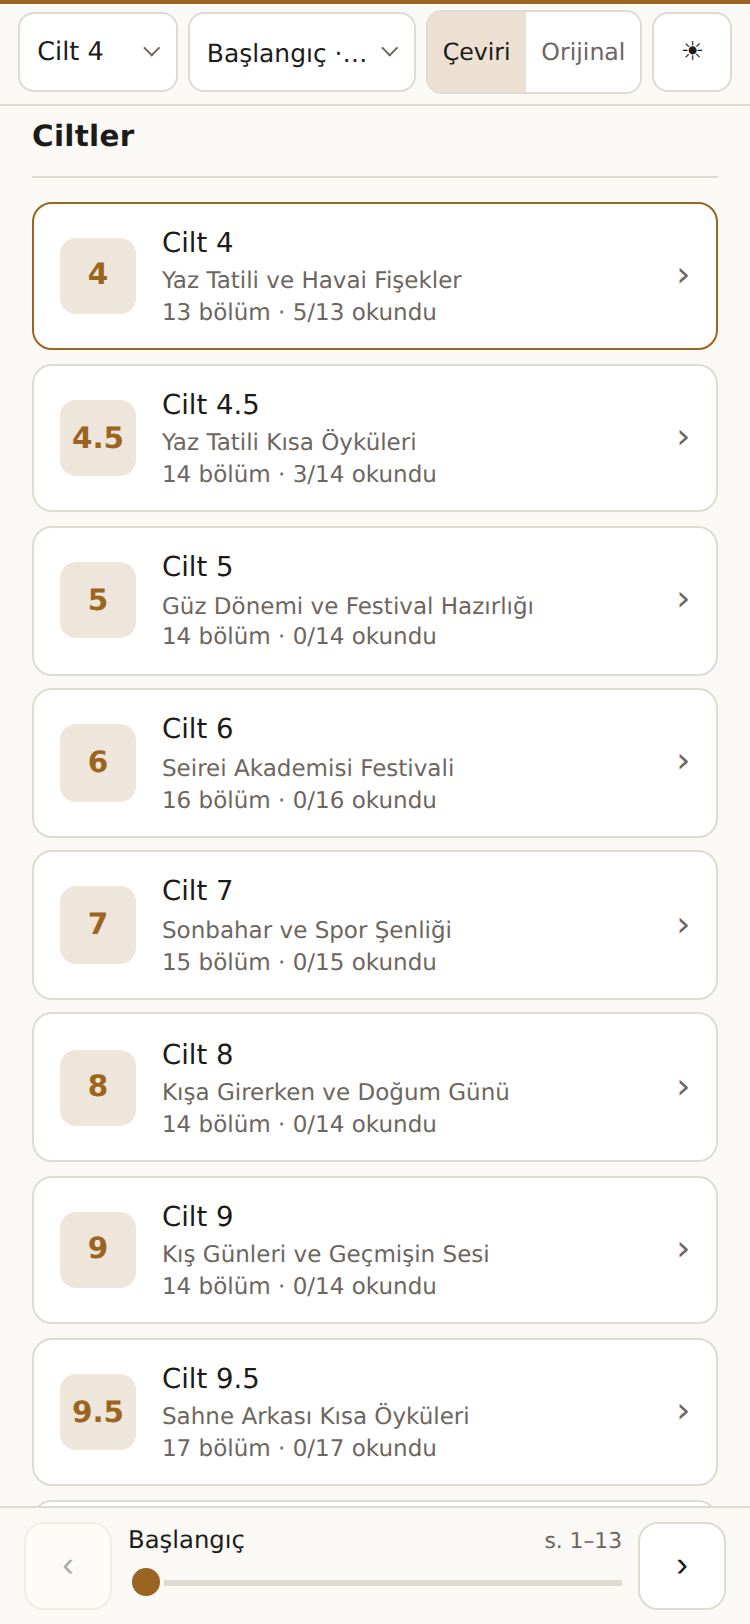 Cilt 4
Başlangıç ·...
Çeviri
Orijinal
☀
Ciltler
4
Cilt 4
Yaz Tatili ve Havai Fişekler
13 bölüm · 5/13 okundu
4.5
Cilt 4.5
Yaz Tatili Kısa Öyküleri
14 bölüm · 3/14 okundu
5
Cilt 5
Güz Dönemi ve Festival Hazırlığı
14 bölüm · 0/14 okundu
6
Cilt 6
Seirei Akademisi Festivali
16 bölüm · 0/16 okundu
7
Cilt 7
Sonbahar ve Spor Şenliği
15 bölüm · 0/15 okundu
8
Cilt 8
Kışa Girerken ve Doğum Günü
14 bölüm · 0/14 okundu
9
Cilt 9
Kış Günleri ve Geçmişin Sesi
14 bölüm · 0/14 okundu
9.5
Cilt 9.5
Sahne Arkası Kısa Öyküleri
17 bölüm · 0/17 okundu
Başlangıç
s. 1–13